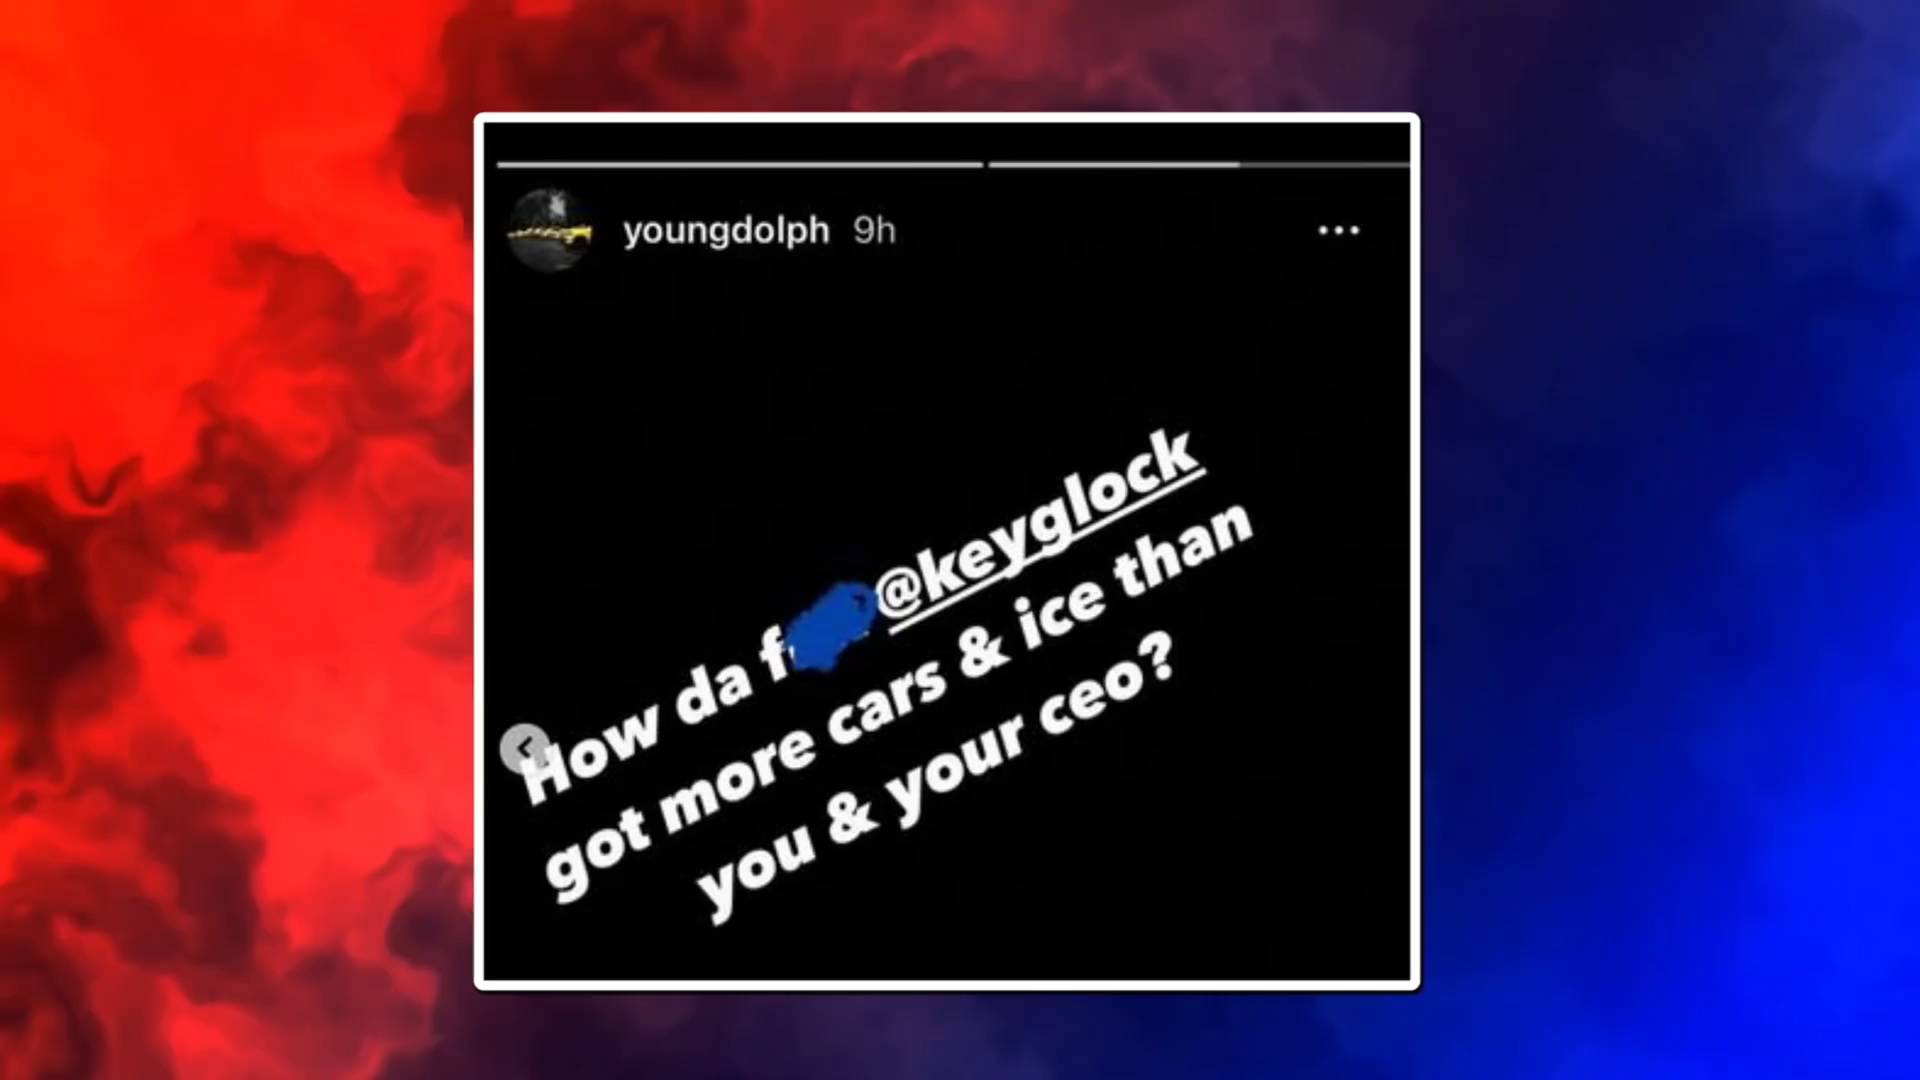 youngdolph 9h
How da f @keyglock
got more cars & ice than
you & your ceo?